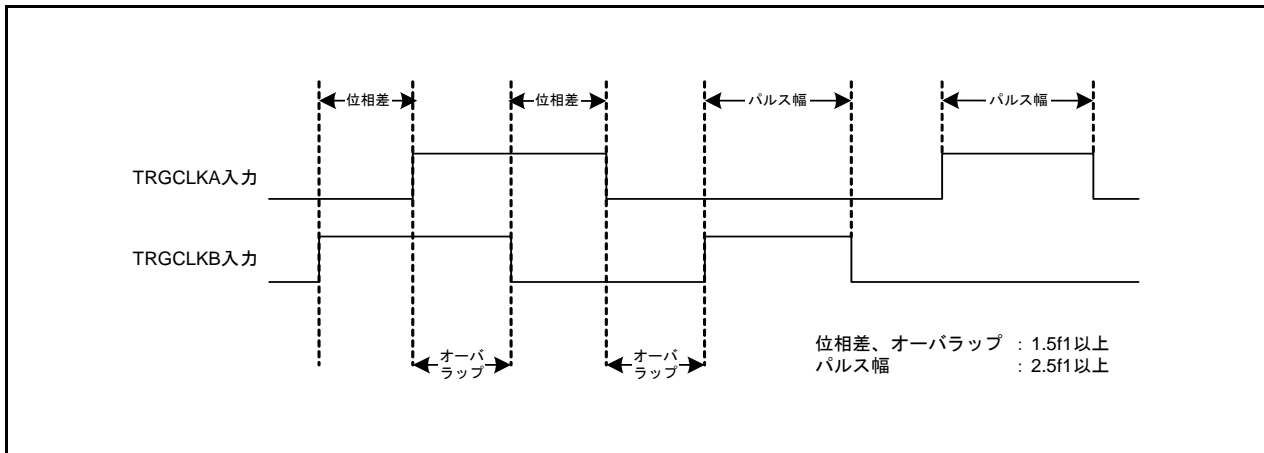 位相差
位相差
パルス幅
パルス幅
TRGCLKA入力
TRGCLKB入力
オーバ
ラップ
オーバ
ラップ
位相差、オーバラップ : 1.5f1以上
パルス幅 : 2.5f1以上